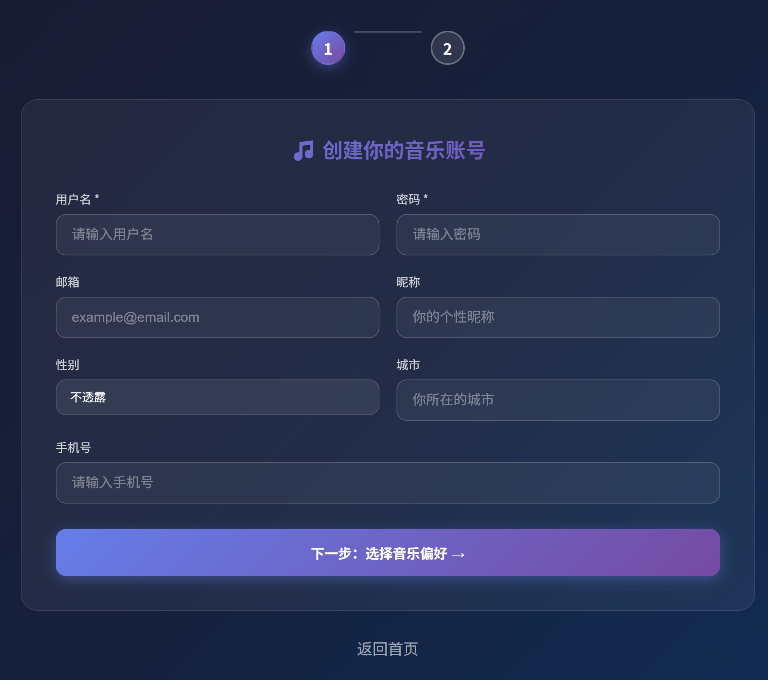 1
2
创建你的音乐账号
用户名 *
密码 *
请输入用户名
请输入密码
邮箱
昵称
example@email.com
你的个性昵称
性别
城市
不透露
你所在的城市
手机号
请输入手机号
下一步：选择音乐偏好 →
返回首页